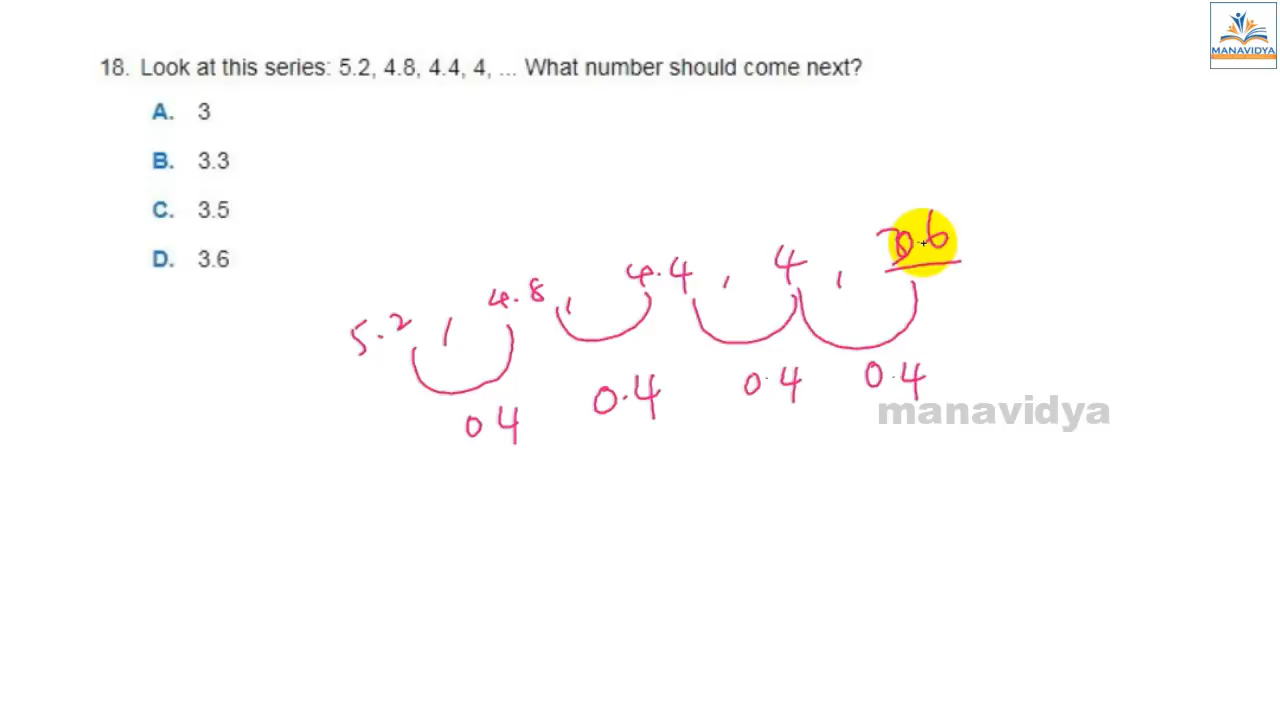 MANAVIDYA
18. Look at this series: 5.2, 4.8, 4.4, 4, ... What number should come next?
A. 3
B. 3.3
C. 3.5
D. 3.6
5.2 , 4.8 , 4.4 , 4 , 3.6
0 4 0.4 0.4 0.4
manavidya